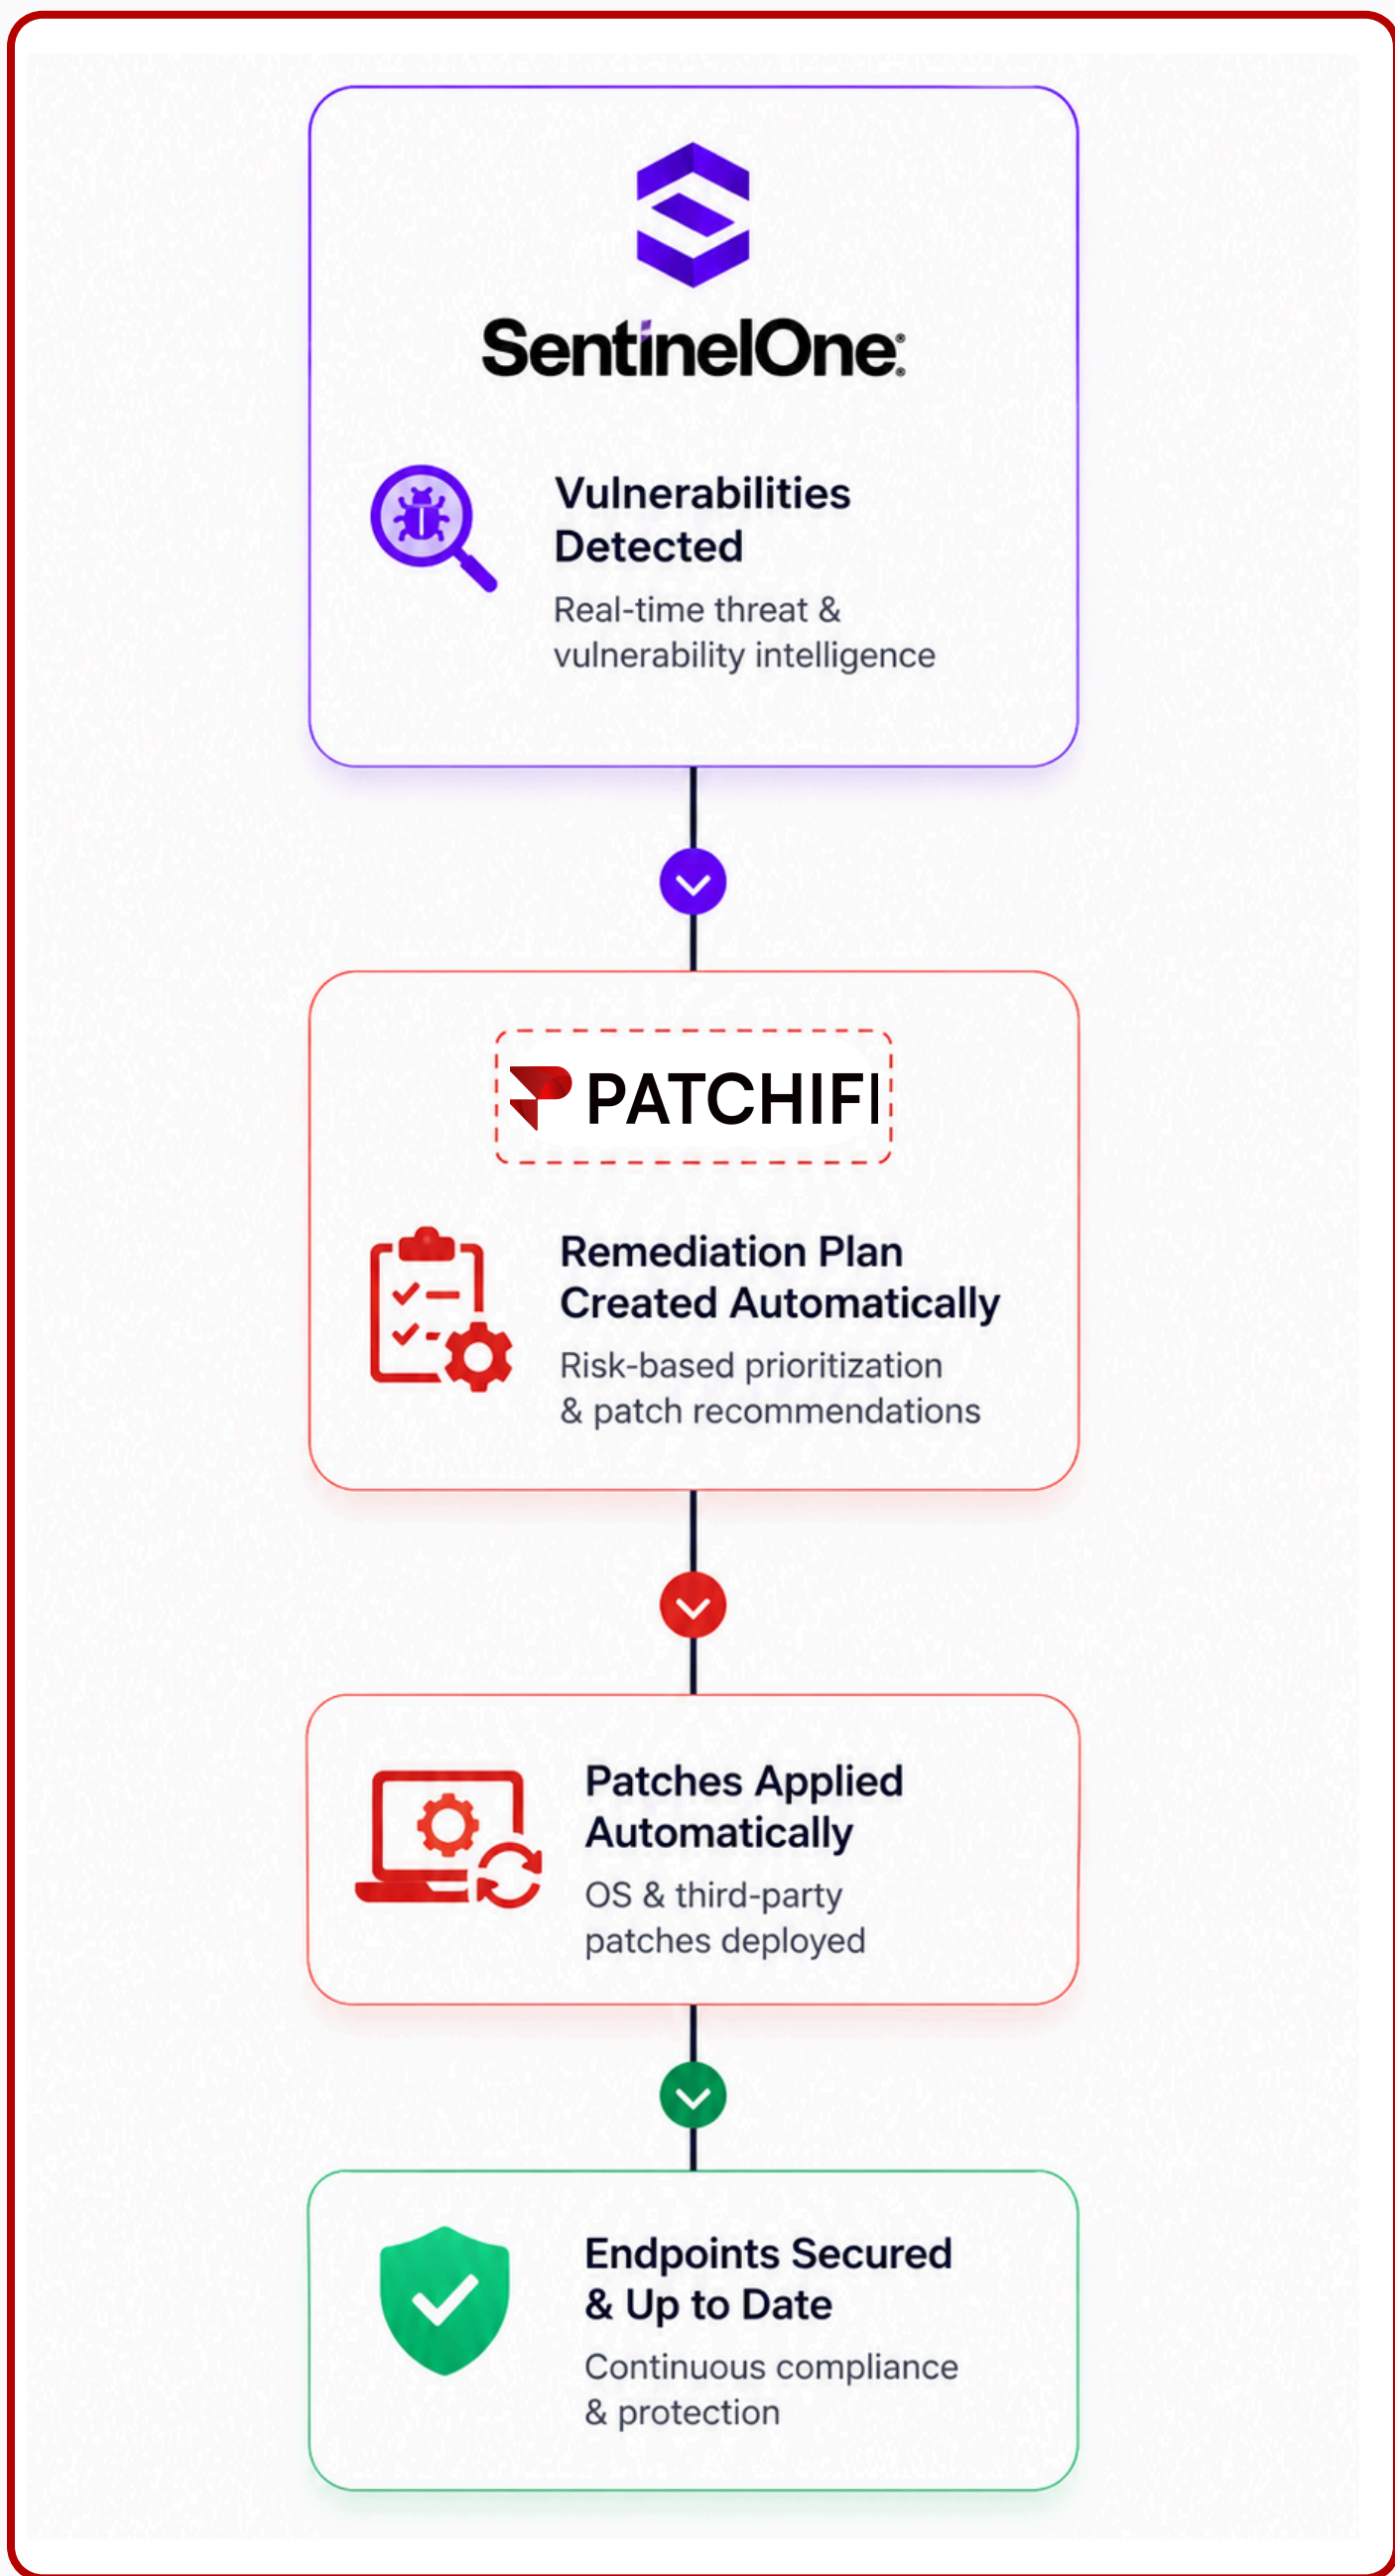 SentinelOne®
Vulnerabilities
Detected
Real-time threat &
vulnerability intelligence
PATCHIFI
Remediation Plan
Created Automatically
Risk-based prioritization
& patch recommendations
Patches Applied
Automatically
OS & third-party
patches deployed
Endpoints Secured
& Up to Date
Continuous compliance
& protection